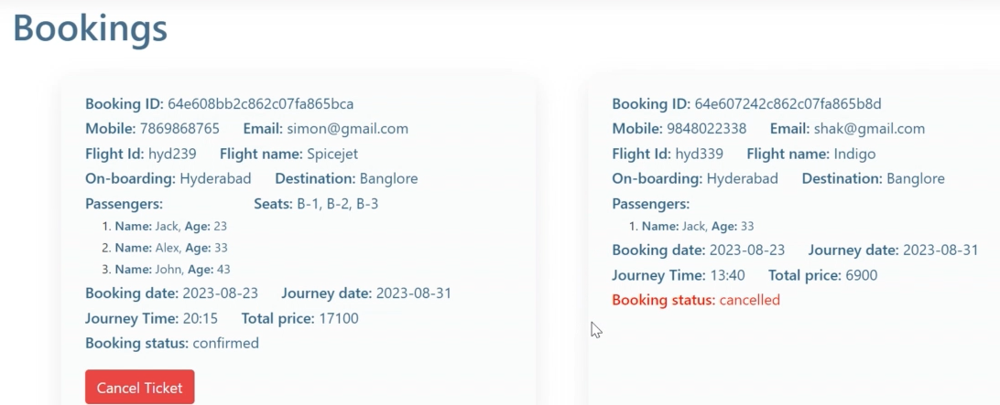 Bookings
Booking ID: 64e608bb2c862c07fa865bca
Mobile: 7869868765 Email: simon@gmail.com
Flight Id: hyd239 Flight name: Spicejet
On-boarding: Hyderabad Destination: Banglore
Passengers: Seats: B-1, B-2, B-3
1. Name: Jack, Age: 23
2. Name: Alex, Age: 33
3. Name: John, Age: 43
Booking date: 2023-08-23 Journey date: 2023-08-31
Journey Time: 20:15 Total price: 17100
Booking status: confirmed
Cancel Ticket
Booking ID: 64e607242c862c07fa865b8d
Mobile: 9848022338 Email: shak@gmail.com
Flight Id: hyd339 Flight name: Indigo
On-boarding: Hyderabad Destination: Banglore
Passengers:
1. Name: Jack, Age: 33
Booking date: 2023-08-23 Journey date: 2023-08-31
Journey Time: 13:40 Total price: 6900
Booking status: cancelled